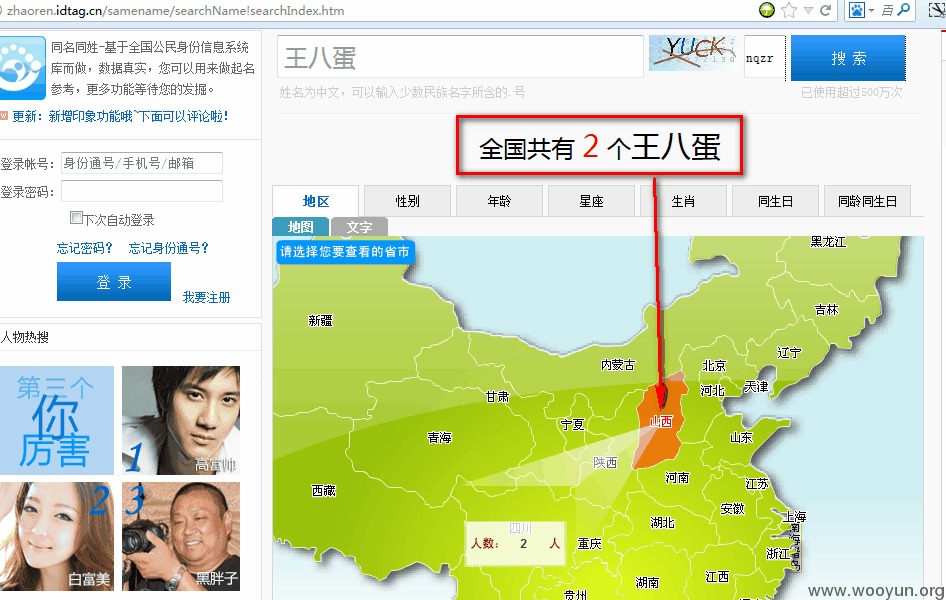 zhaoren.idtag.cn/samename/searchName!searchIndex.htm
百
同名同姓-基于全国公民身份信息系统
库而做，数据真实，您可以用来做起名
参考，更多功能等待您的发掘。
更新：新增印象功能哦~下面可以评论啦!
登录帐号：
身份通号/手机号/邮箱
登录密码：
下次自动登录
忘记密码？
忘记身份通号？
登 录
我要注册
人物热搜
第三个
你
厉害
1
高富帅
2
白富美
3
黑胖子
王八蛋
YUCK
nqzr
搜 索
姓名为中文，可以输入少数民族名字所含的.号
已使用超过500万次
全国共有 2 个王八蛋
地区
性别
年龄
星座
生肖
同生日
同龄同生日
地图
文字
请选择您要查看的省市
黑龙江
吉林
新疆
辽宁
内蒙古
北京
天津
河北
甘肃
宁夏
山西
青海
山东
陕西
河南
西藏
江苏
安徽
上海
南海诸岛
四川
湖北
人数： 2 人
重庆
浙江
湖南
江西
贵州
www.wooyun.org